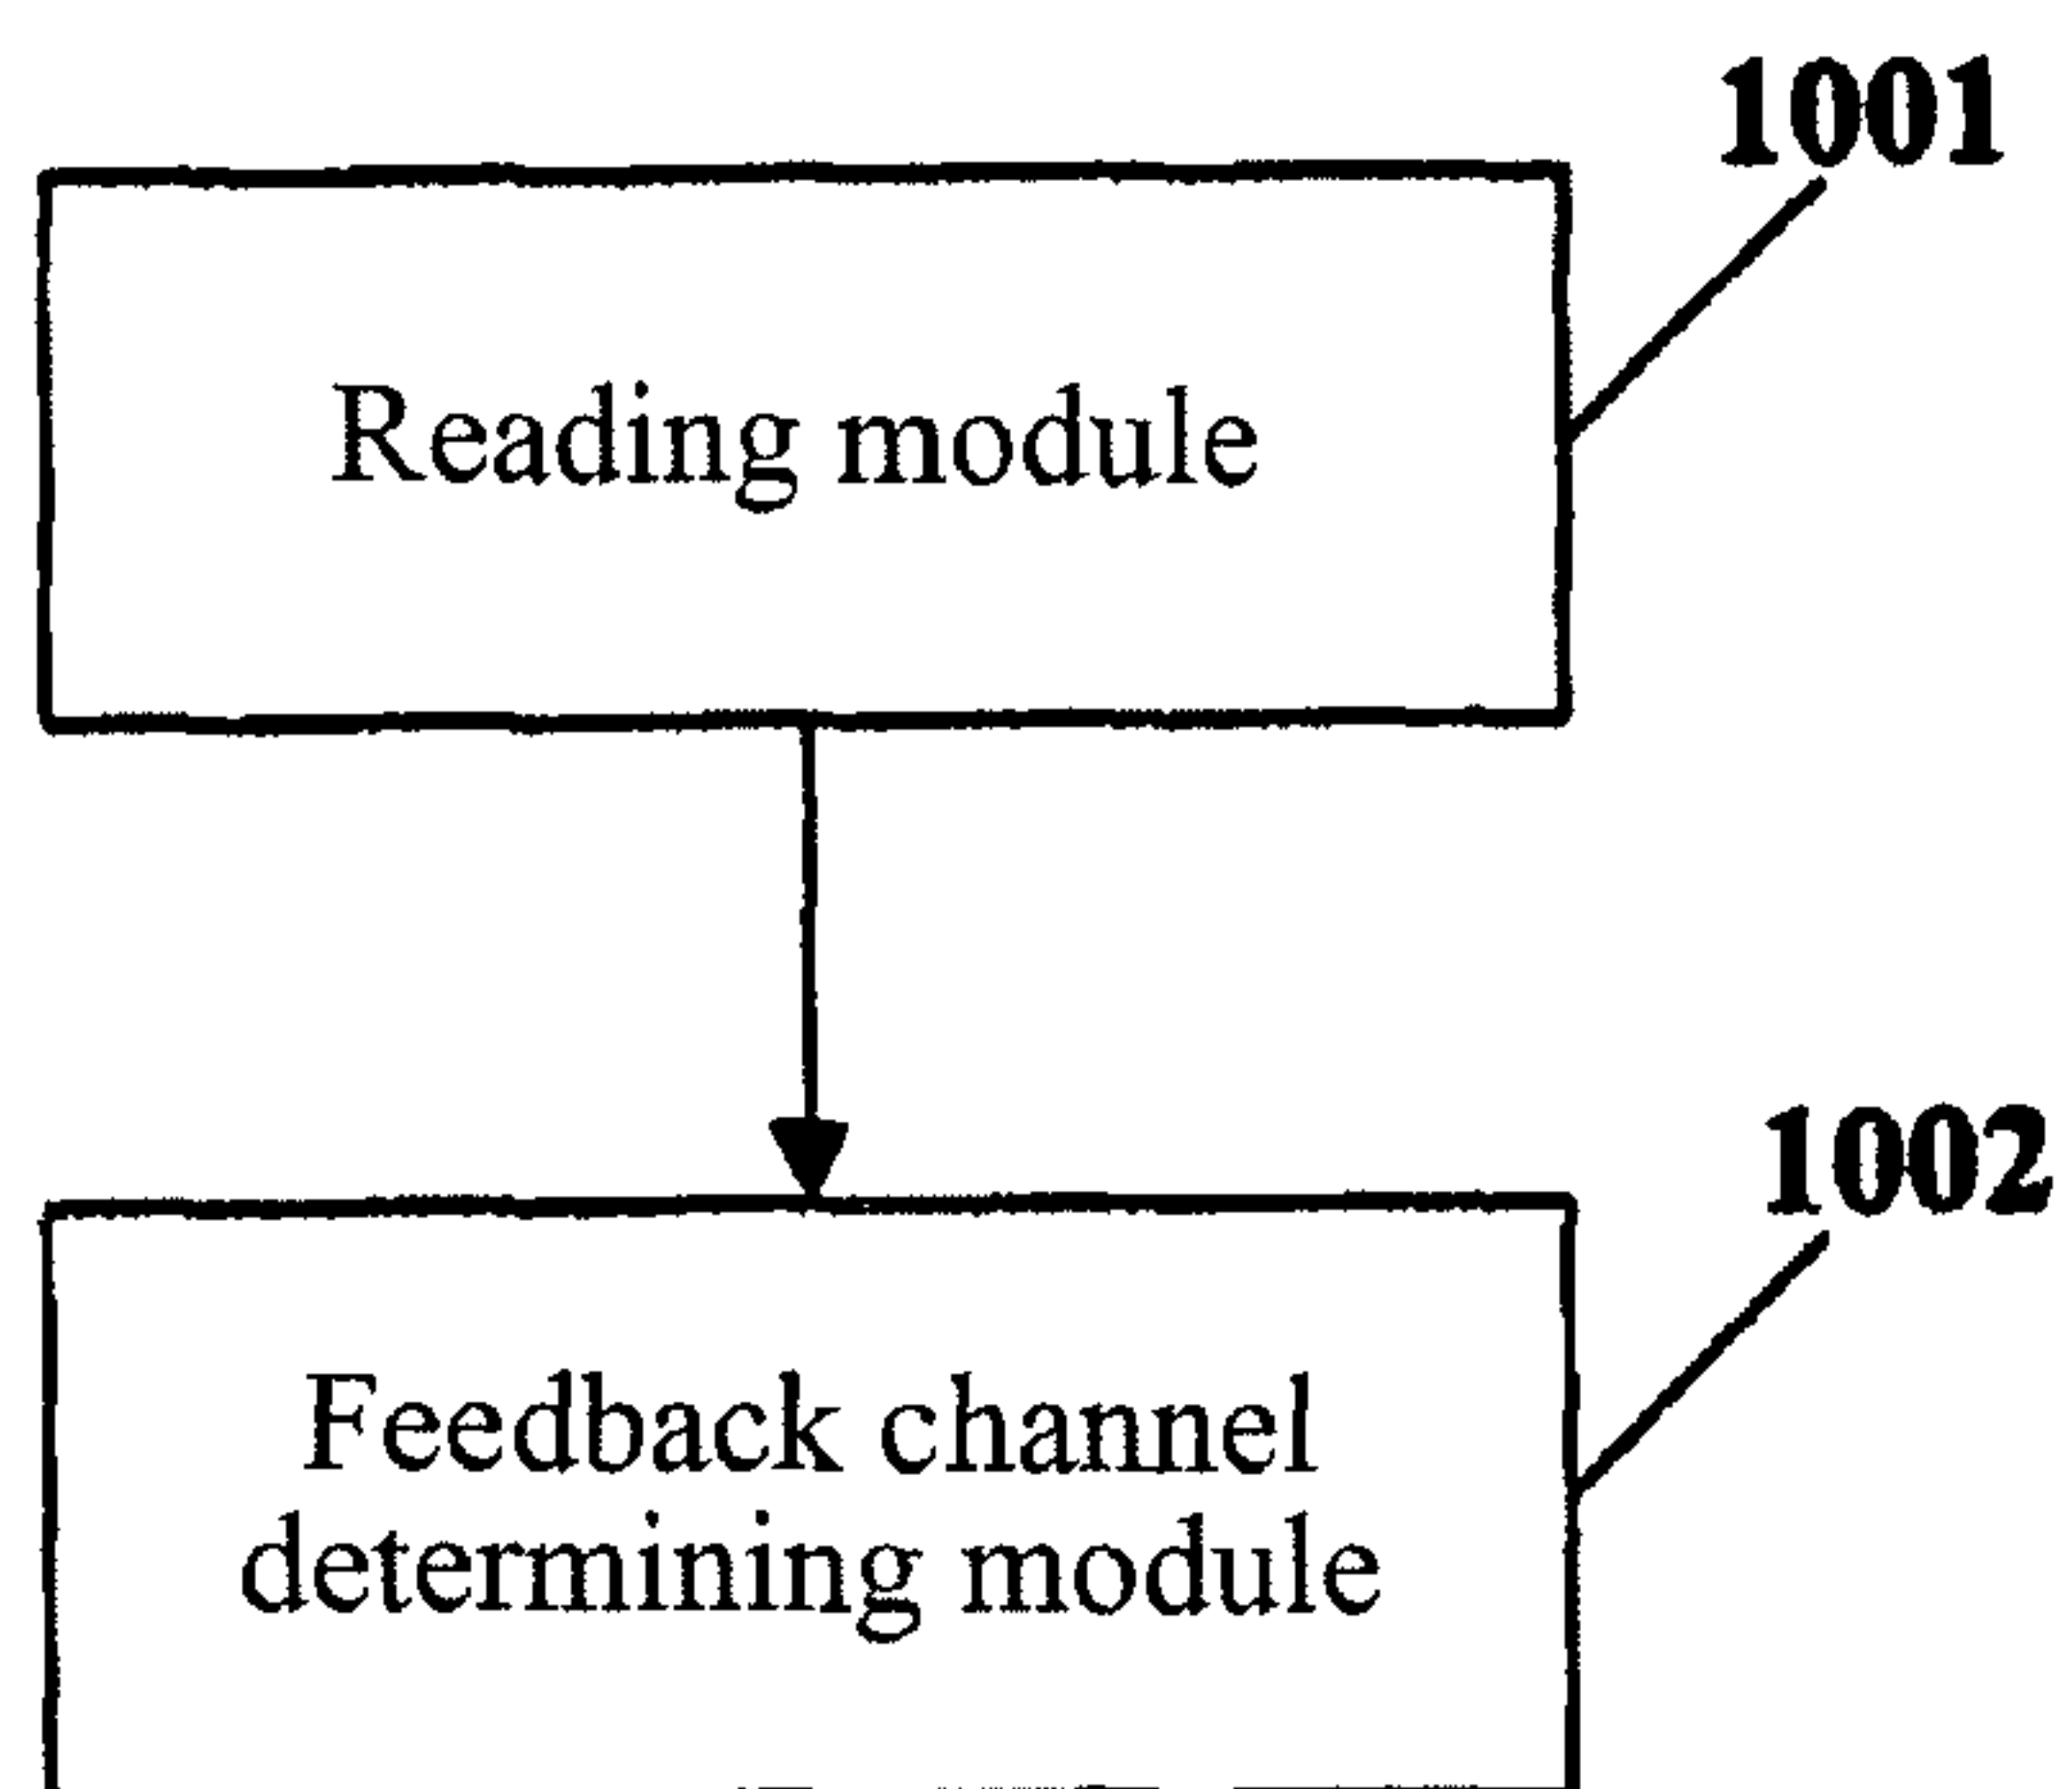 1001
Reading module
1002
Feedback channel
determining module